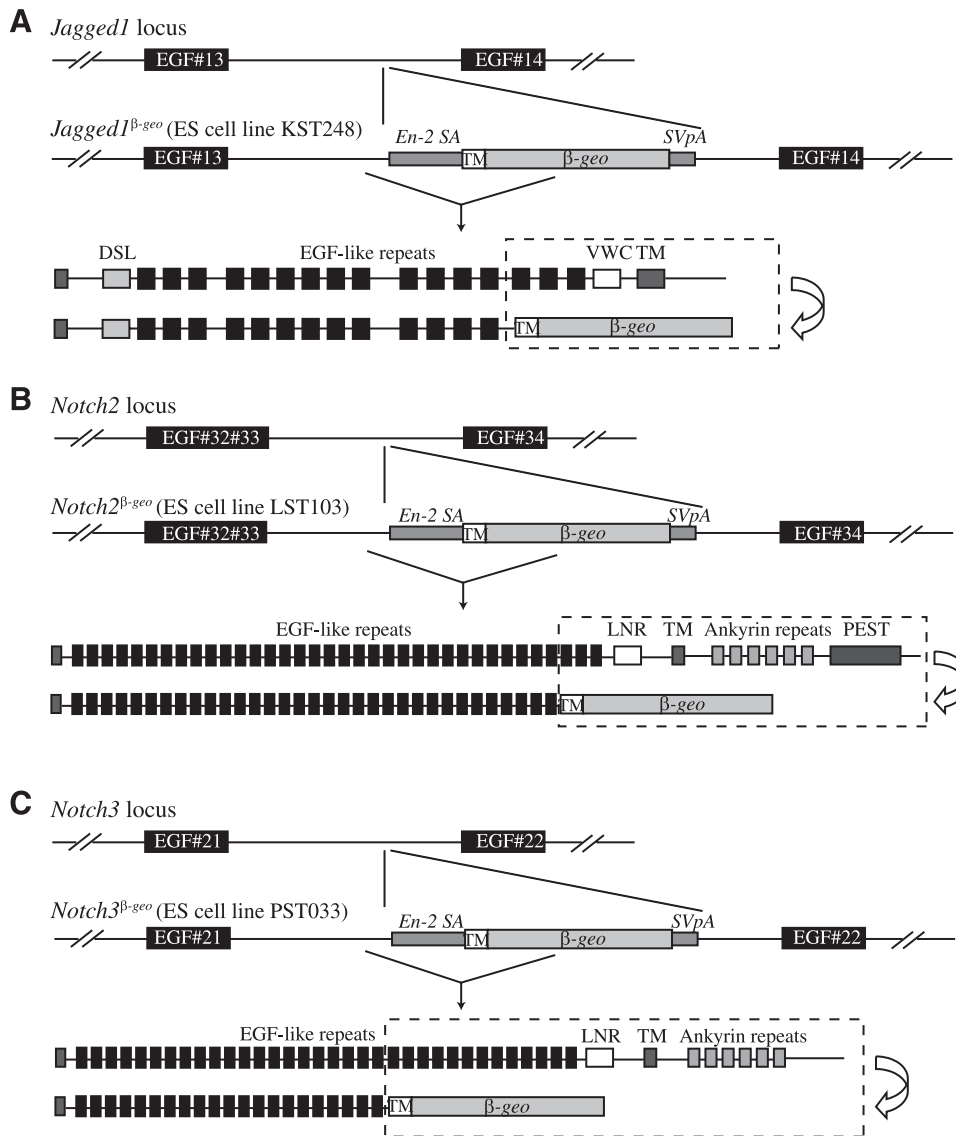 A
Jagged1 locus
EGF#13 EGF#14
Jagged1β-geo (ES cell line KST248)
En-2 SA SVpA
EGF#13 TM β-geo EGF#14
DSL EGF-like repeats VWC TM
TM β-geo
B
Notch2 locus
EGF#32#33 EGF#34
Notch2β-geo (ES cell line LST103)
En-2 SA SVpA
EGF#32#33 TM β-geo EGF#34
EGF-like repeats LNR TM Ankyrin repeats PEST
TM β-geo
C
Notch3 locus
EGF#21 EGF#22
Notch3β-geo (ES cell line PST033)
En-2 SA SVpA
EGF#21 TM β-geo EGF#22
EGF-like repeats LNR TM Ankyrin repeats
TM β-geo